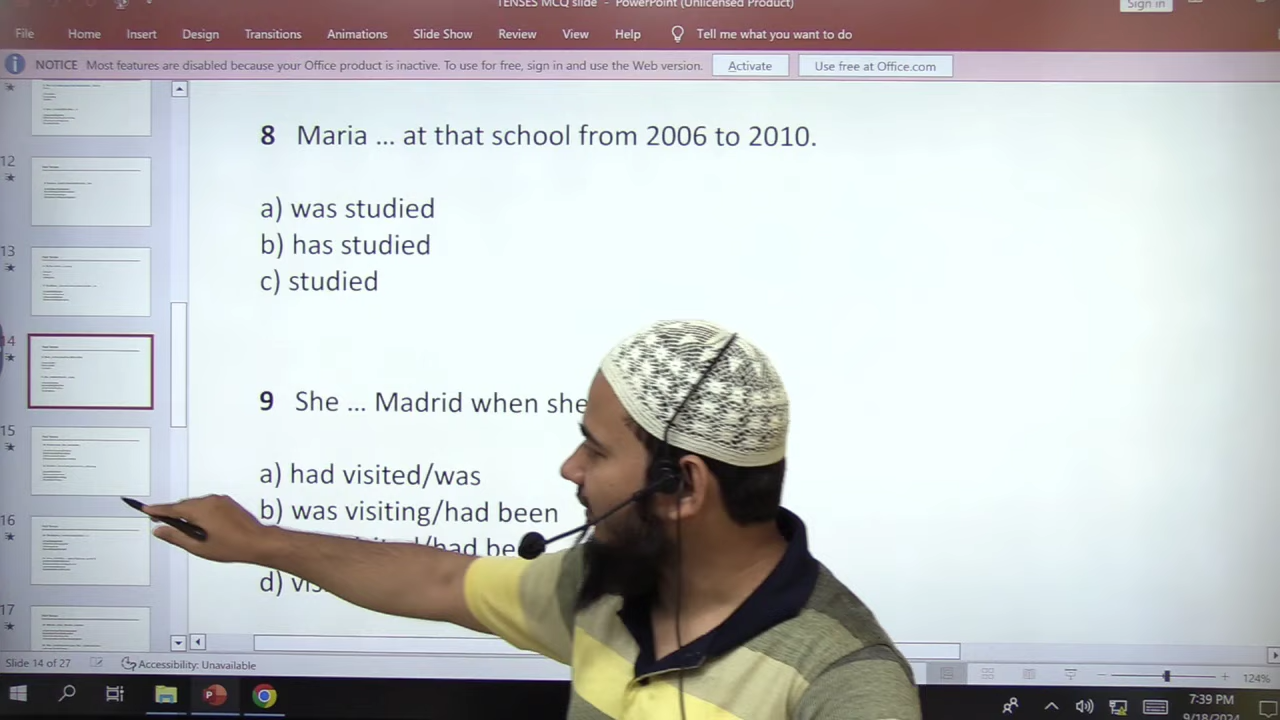 TENSES MCQ slide - PowerPoint (Unlicensed Product)
Sign in
File Home Insert Design Transitions Animations Slide Show Review View Help Tell me what you want to do
NOTICE Most features are disabled because your Office product is inactive. To use for free, sign in and use the Web version. Activate Use free at Office.com
8 Maria ... at that school from 2006 to 2010.
a) was studied
b) has studied
c) studied
9 She ... Madrid when she
a) had visited/was
b) was visiting/had been
d)
12
13
14
15
16
17
Slide 14 of 27 Accessibility: Unavailable
124%
7:39 PM